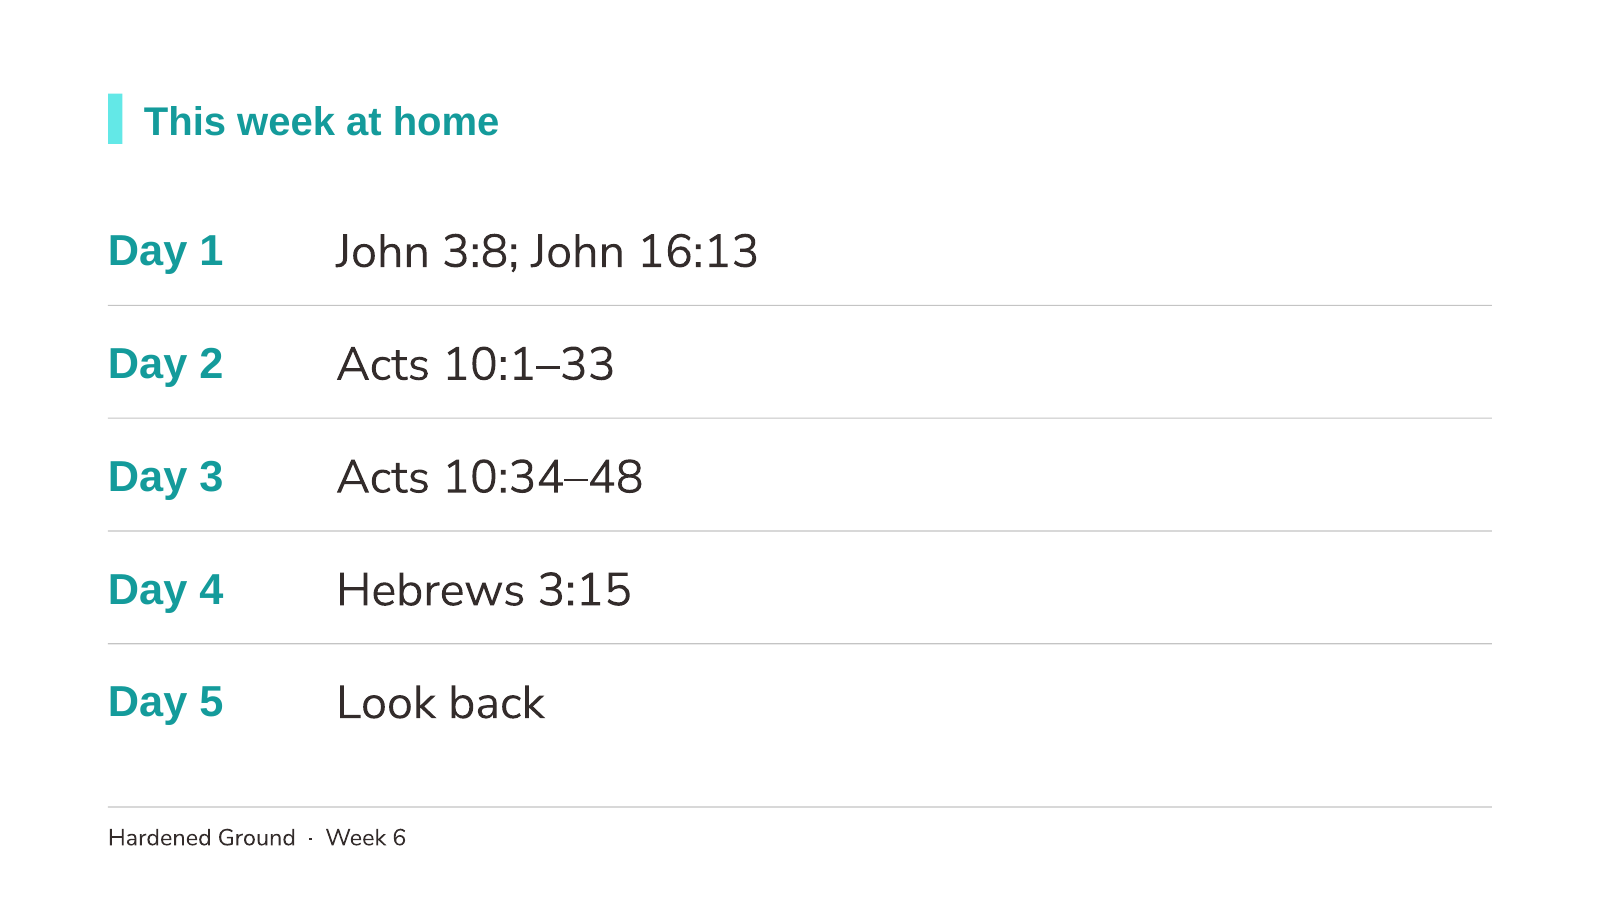 This week at home
Day 1 John 3:8; John 16:13
Day 2 Acts 10:1–33
Day 3 Acts 10:34–48
Day 4 Hebrews 3:15
Day 5 Look back
Hardened Ground · Week 6